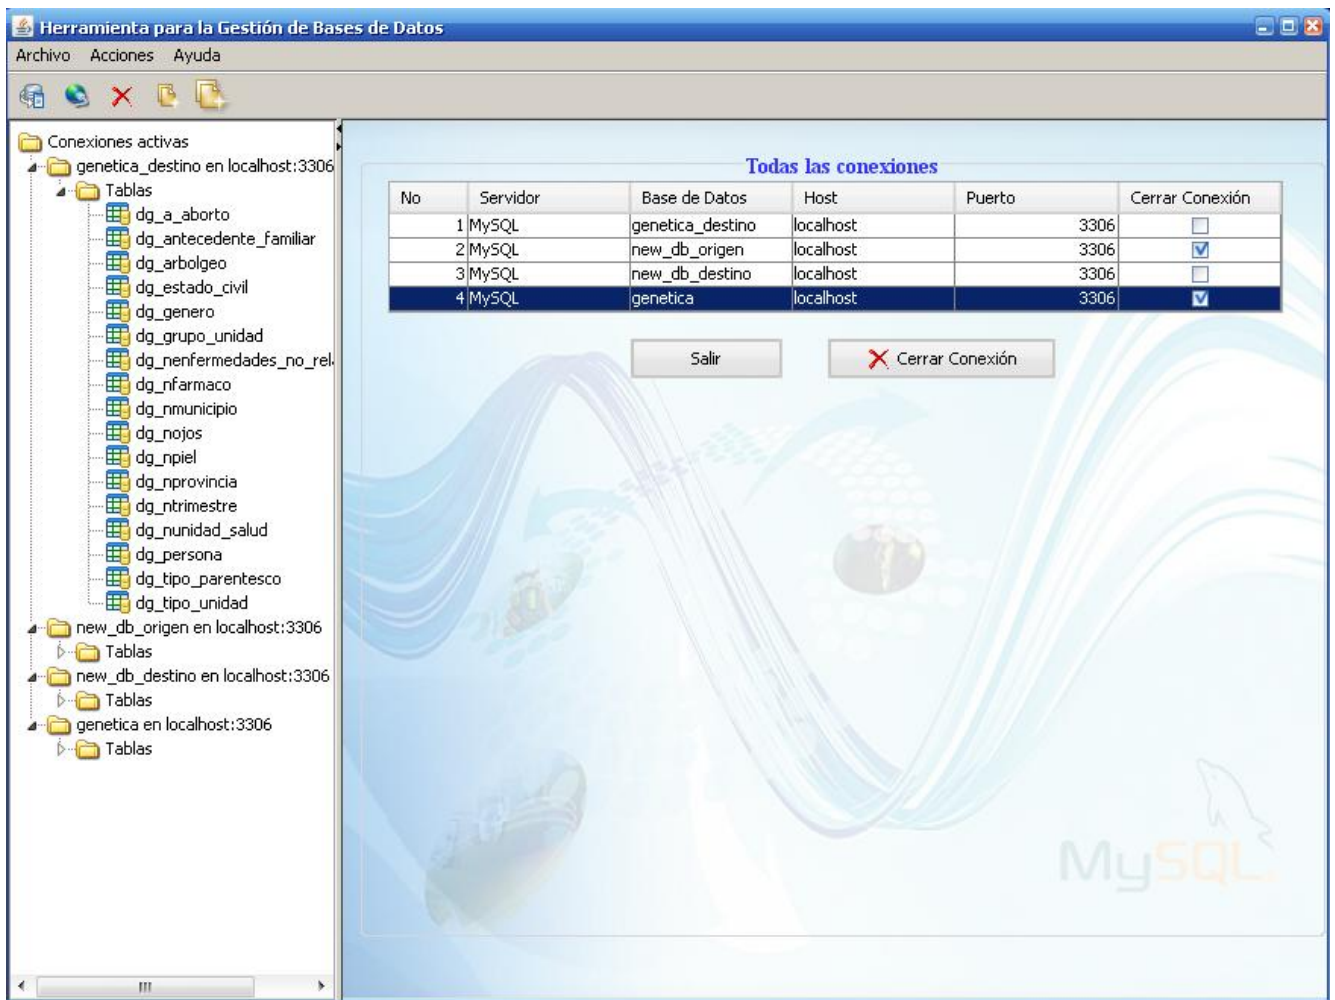 Herramienta para la Gestión de Bases de Datos
Archivo Acciones Ayuda
Conexiones activas
genetica_destino en localhost:3306
Tablas
dg_a_aborto
dg_antecedente_familiar
dg_arbolgeo
dg_estado_civil
dg_genero
dg_grupo_unidad
dg_nenfermedades_no_rel
dg_nfarmaco
dg_nmunicipio
dg_nojos
dg_npiel
dg_nprovincia
dg_ntrimestre
dg_nunidad_salud
dg_persona
dg_tipo_parentesco
dg_tipo_unidad
new_db_origen en localhost:3306
Tablas
new_db_destino en localhost:3306
Tablas
genetica en localhost:3306
Tablas
Todas las conexiones
No Servidor Base de Datos Host Puerto Cerrar Conexión
1 MySQL genetica_destino localhost 3306
2 MySQL new_db_origen localhost 3306
3 MySQL new_db_destino localhost 3306
4 MySQL genetica localhost 3306
Salir Cerrar Conexión
MySQL